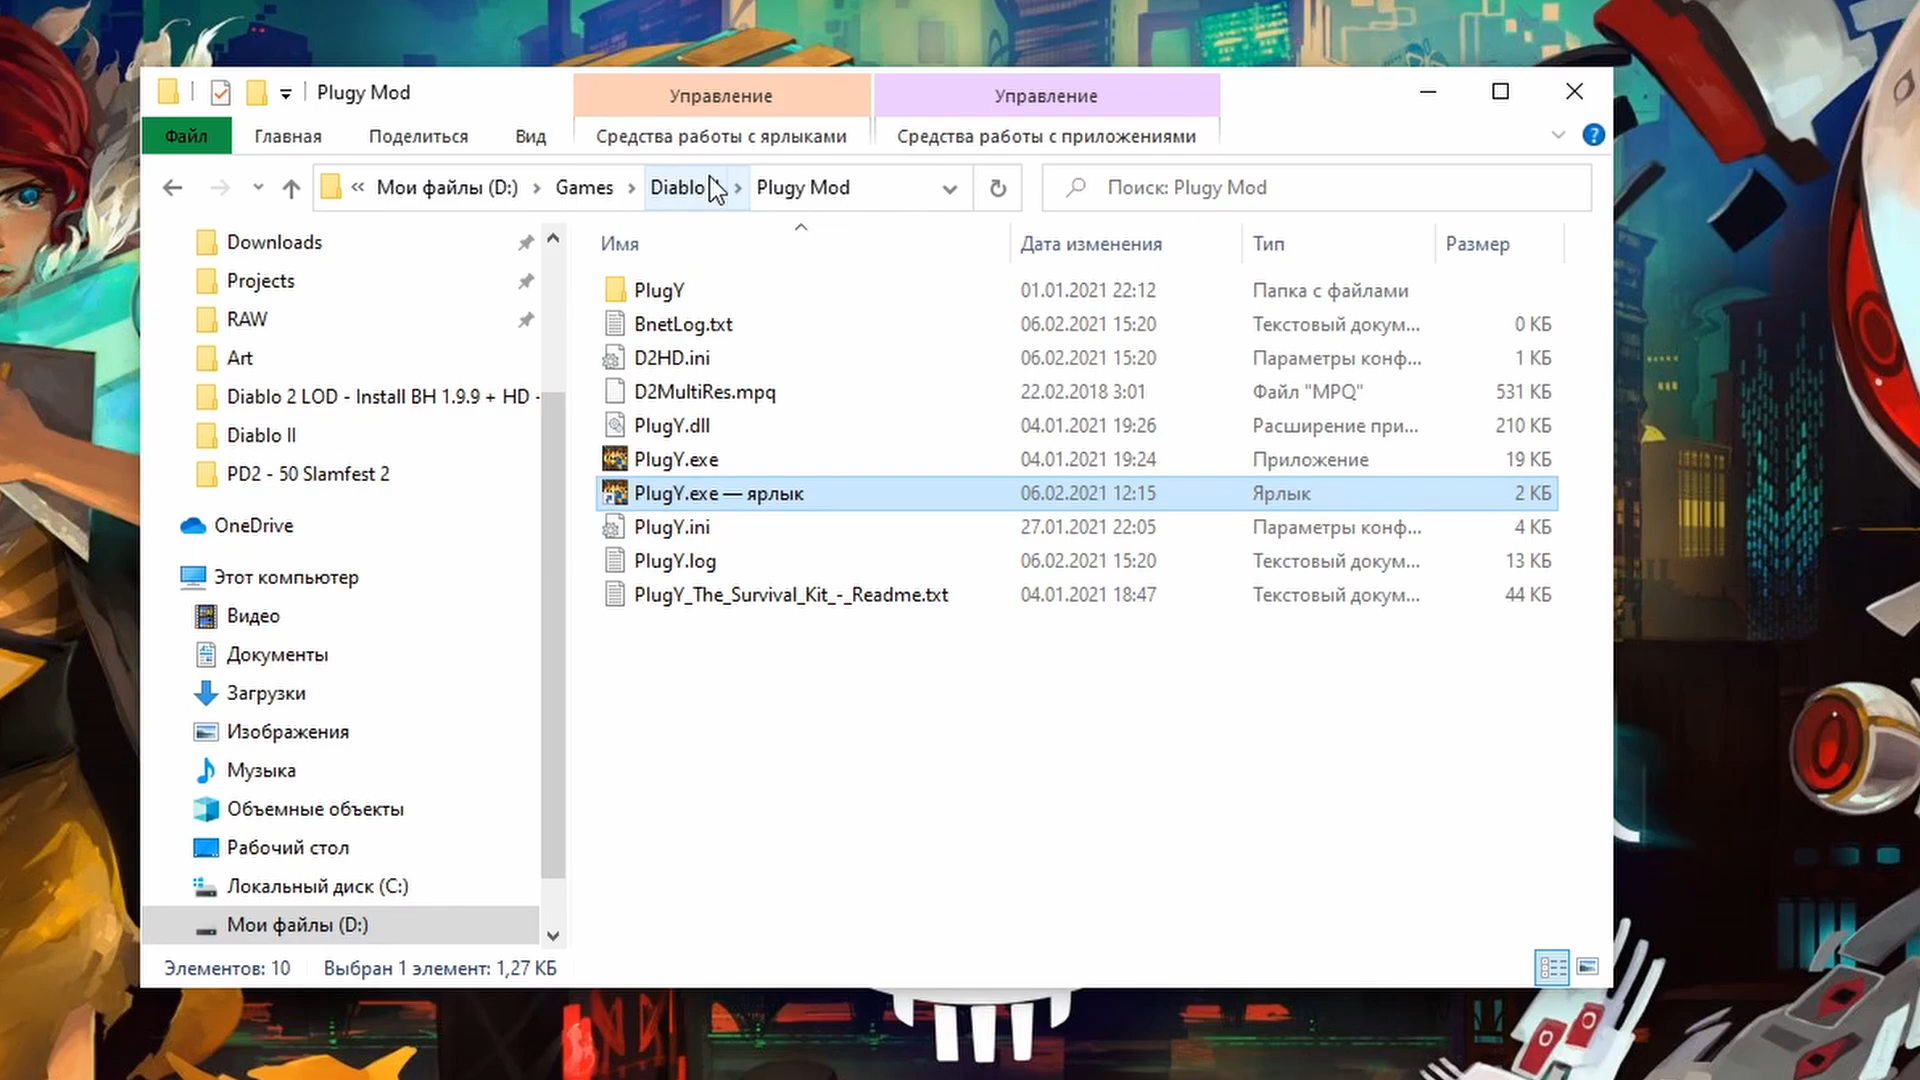 Plugy Mod
Управление
Управление
Файл
Главная
Поделиться
Вид
Средства работы с ярлыками
Средства работы с приложениями
« Мои файлы (D:) › Games › Diablo › Plugy Mod
Поиск: Plugy Mod
Downloads
Projects
RAW
Art
Diablo 2 LOD - Install BH 1.9.9 + HD -
Diablo II
PD2 - 50 Slamfest 2
OneDrive
Этот компьютер
Видео
Документы
Загрузки
Изображения
Музыка
Объемные объекты
Рабочий стол
Локальный диск (C:)
Мои файлы (D:)
Имя Дата изменения Тип Размер
PlugY 01.01.2021 22:12 Папка с файлами
BnetLog.txt 06.02.2021 15:20 Текстовый докум... 0 КБ
D2HD.ini 06.02.2021 15:20 Параметры конф... 1 КБ
D2MultiRes.mpq 22.02.2018 3:01 Файл "MPQ" 531 КБ
PlugY.dll 04.01.2021 19:26 Расширение при... 210 КБ
PlugY.exe 04.01.2021 19:24 Приложение 19 КБ
PlugY.exe — ярлык 06.02.2021 12:15 Ярлык 2 КБ
PlugY.ini 27.01.2021 22:05 Параметры конф... 4 КБ
PlugY.log 06.02.2021 15:20 Текстовый докум... 13 КБ
PlugY_The_Survival_Kit_-_Readme.txt 04.01.2021 18:47 Текстовый докум... 44 КБ
Элементов: 10 Выбран 1 элемент: 1,27 КБ